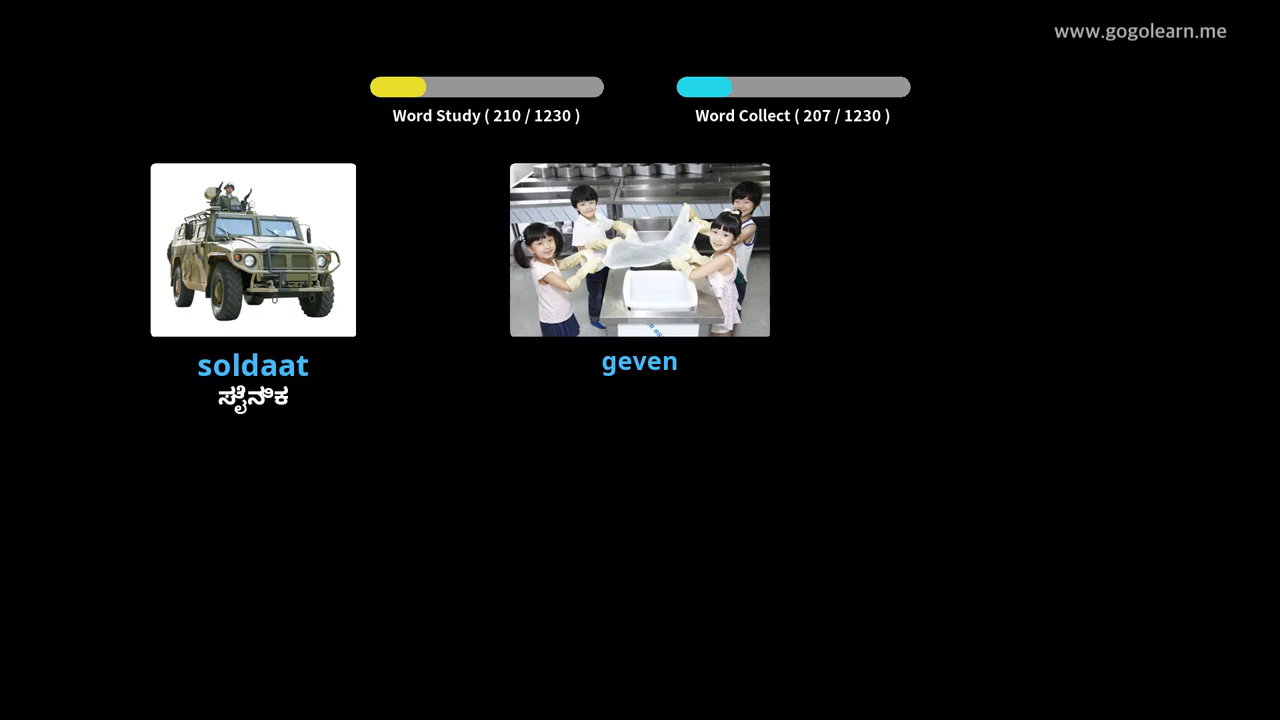 www.gogolearn.me
Word Study ( 210 / 1230 )
Word Collect ( 207 / 1230 )
soldaat
ಸೈನಿಕ
geven